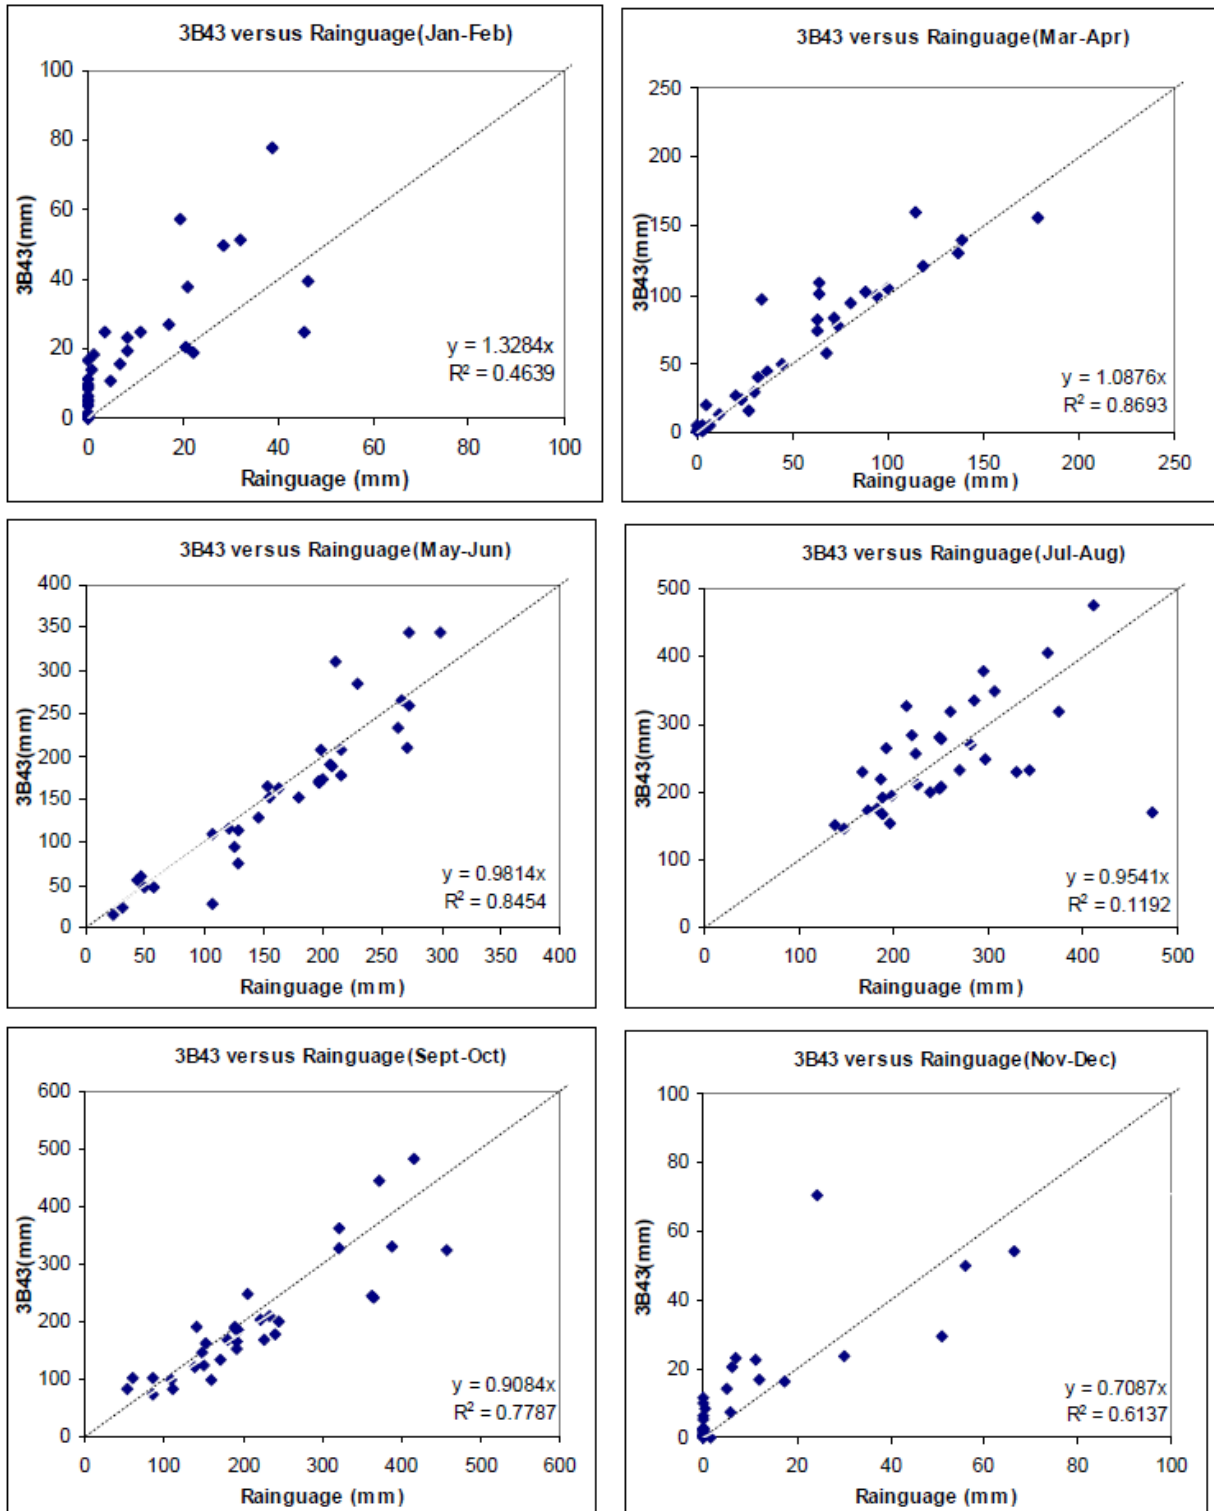 3B43 versus Rainguage(Jan-Feb)
100
80
60
40
20
0
3B43(mm)
y = 1.3284x
R² = 0.4639
0 20 40 60 80 100
Rainguage (mm)
3B43 versus Rainguage(Mar-Apr)
250
200
150
100
50
0
3B43(mm)
y = 1.0876x
R² = 0.8693
0 50 100 150 200 250
Rainguage (mm)
3B43 versus Rainguage(May-Jun)
400
350
300
250
200
150
100
50
0
3B43(mm)
y = 0.9814x
R² = 0.8454
0 50 100 150 200 250 300 350 400
Rainguage (mm)
3B43 versus Rainguage(Jul-Aug)
500
400
300
200
100
0
3B43(mm)
y = 0.9541x
R² = 0.1192
0 100 200 300 400 500
Rainguage (mm)
3B43 versus Rainguage(Sept-Oct)
600
500
400
300
200
100
0
3B43(mm)
y = 0.9084x
R² = 0.7787
0 100 200 300 400 500 600
Rainguage (mm)
3B43 versus Rainguage(Nov-Dec)
100
80
60
40
20
0
3B43(mm)
y = 0.7087x
R² = 0.6137
0 20 40 60 80 100
Rainguage (mm)